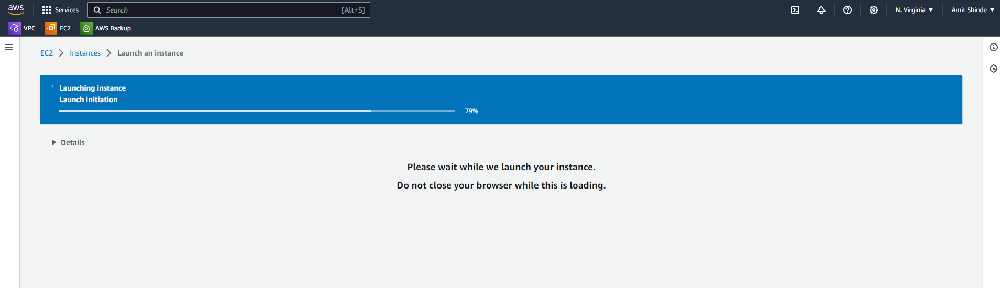 aws Services Search [Alt+S] N. Virginia Amit Shinde
VPC EC2 AWS Backup
EC2 Instances Launch an instance
Launching instance
Launch initiation
79%
Details
Please wait while we launch your instance.
Do not close your browser while this is loading.